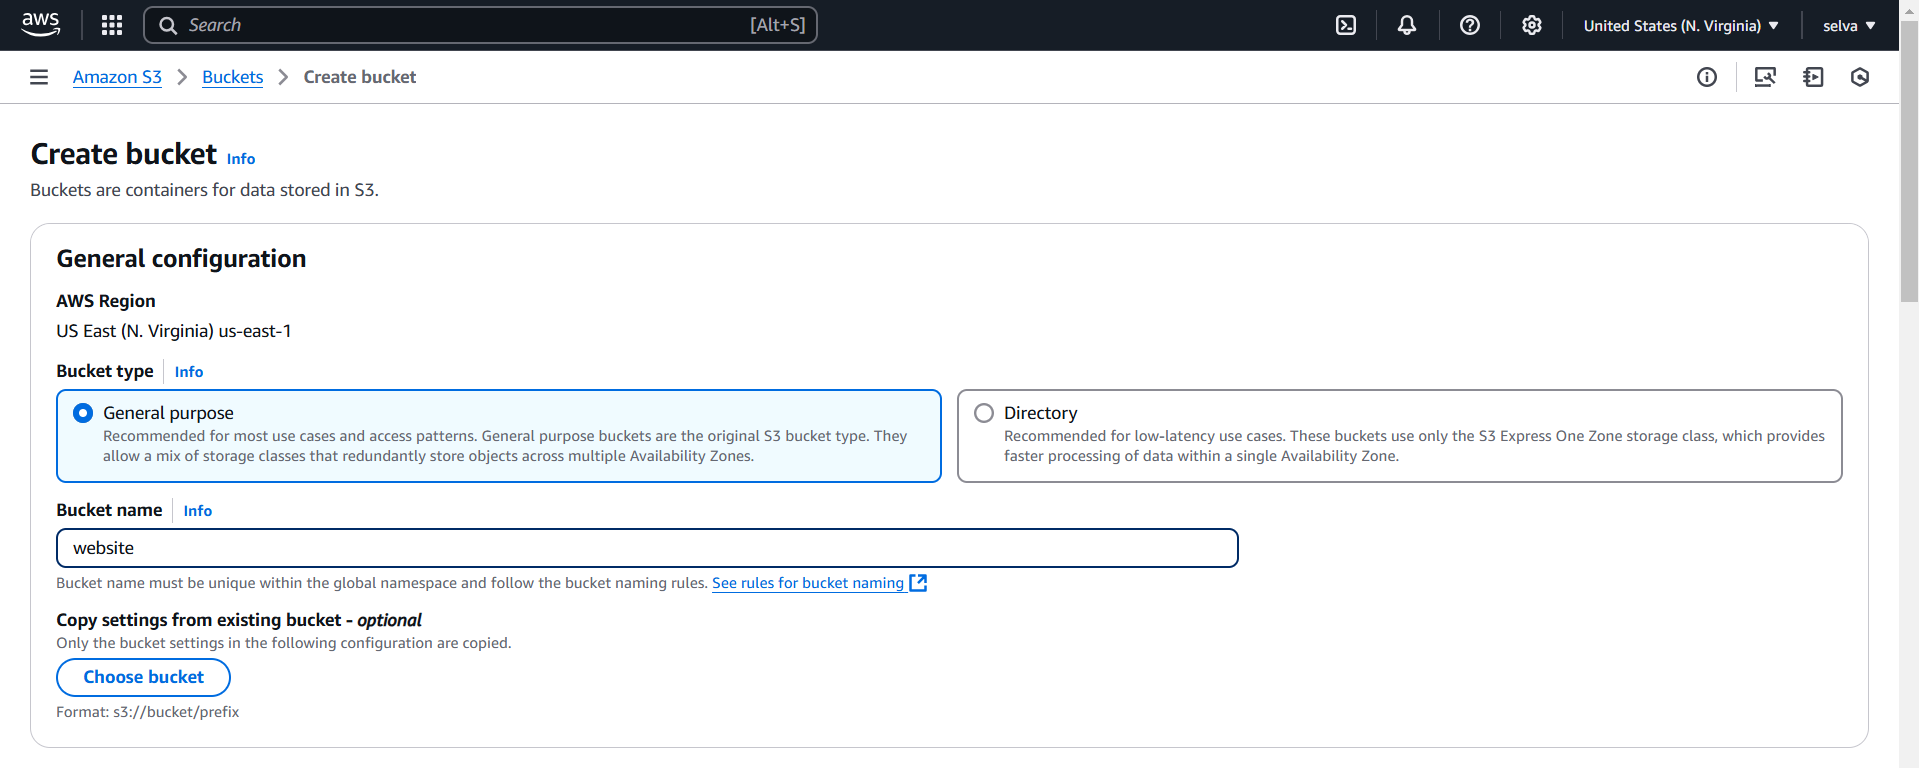 aws
Search [Alt+S]
United States (N. Virginia)
selva
Amazon S3
Buckets
Create bucket
Create bucket Info
Buckets are containers for data stored in S3.
General configuration
AWS Region
US East (N. Virginia) us-east-1
Bucket type Info
General purpose
Recommended for most use cases and access patterns. General purpose buckets are the original S3 bucket type. They
allow a mix of storage classes that redundantly store objects across multiple Availability Zones.
Directory
Recommended for low-latency use cases. These buckets use only the S3 Express One Zone storage class, which provides
faster processing of data within a single Availability Zone.
Bucket name Info
website
Bucket name must be unique within the global namespace and follow the bucket naming rules. See rules for bucket naming
Copy settings from existing bucket - optional
Only the bucket settings in the following configuration are copied.
Choose bucket
Format: s3://bucket/prefix